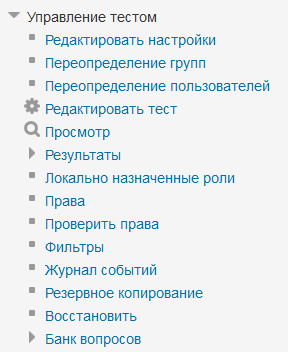 Управление тестом
Редактировать настройки
Переопределение групп
Переопределение пользователей
Редактировать тест
Просмотр
Результаты
Локально назначенные роли
Права
Проверить права
Фильтры
Журнал событий
Резервное копирование
Восстановить
Банк вопросов